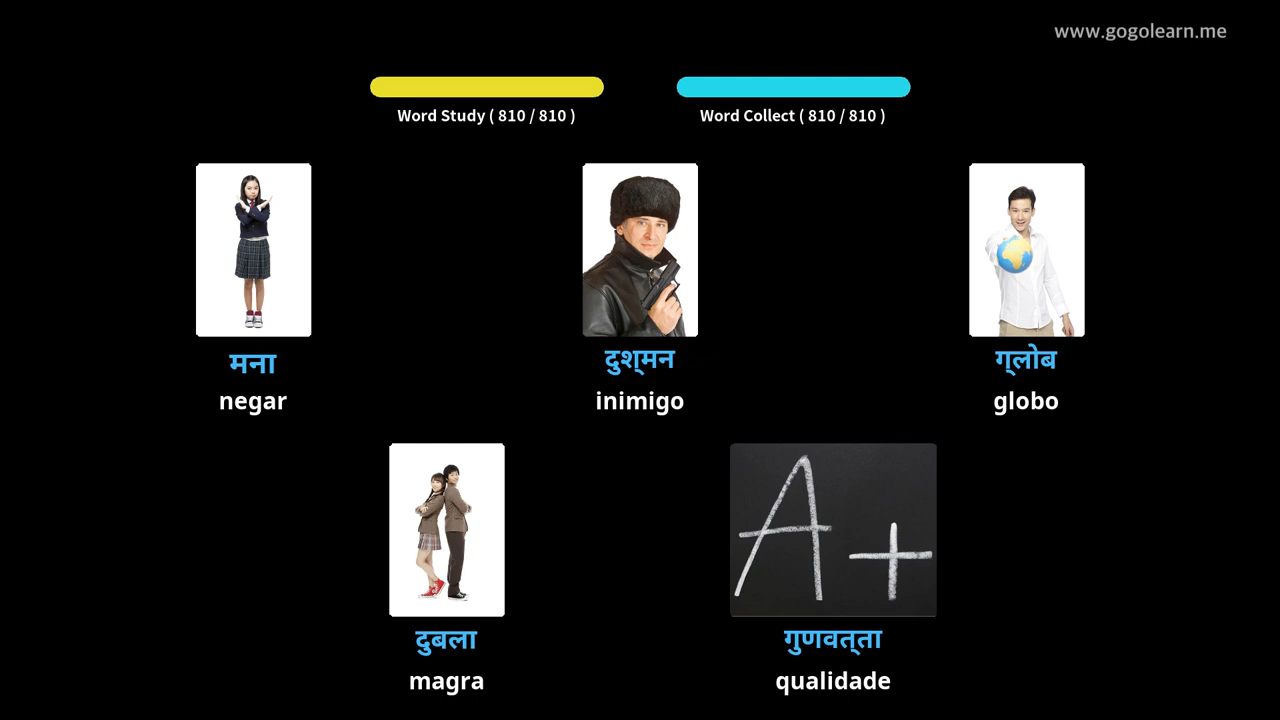 www.gogolearn.me
Word Study ( 810 / 810 )
Word Collect ( 810 / 810 )
मना
negar
दुश्मन
inimigo
ग्लोब
globo
A+
दुबला
magra
गुणवत्ता
qualidade